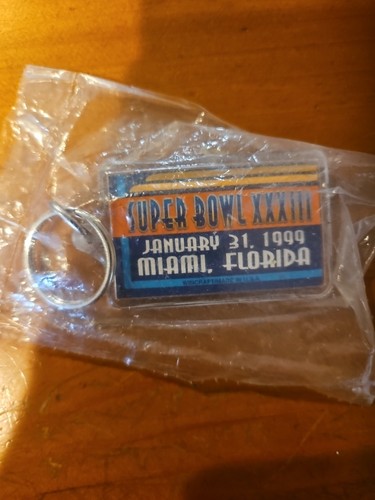 SUPER BOWL XXXIII
JANUARY 31, 1999
MIAMI, FLORIDA